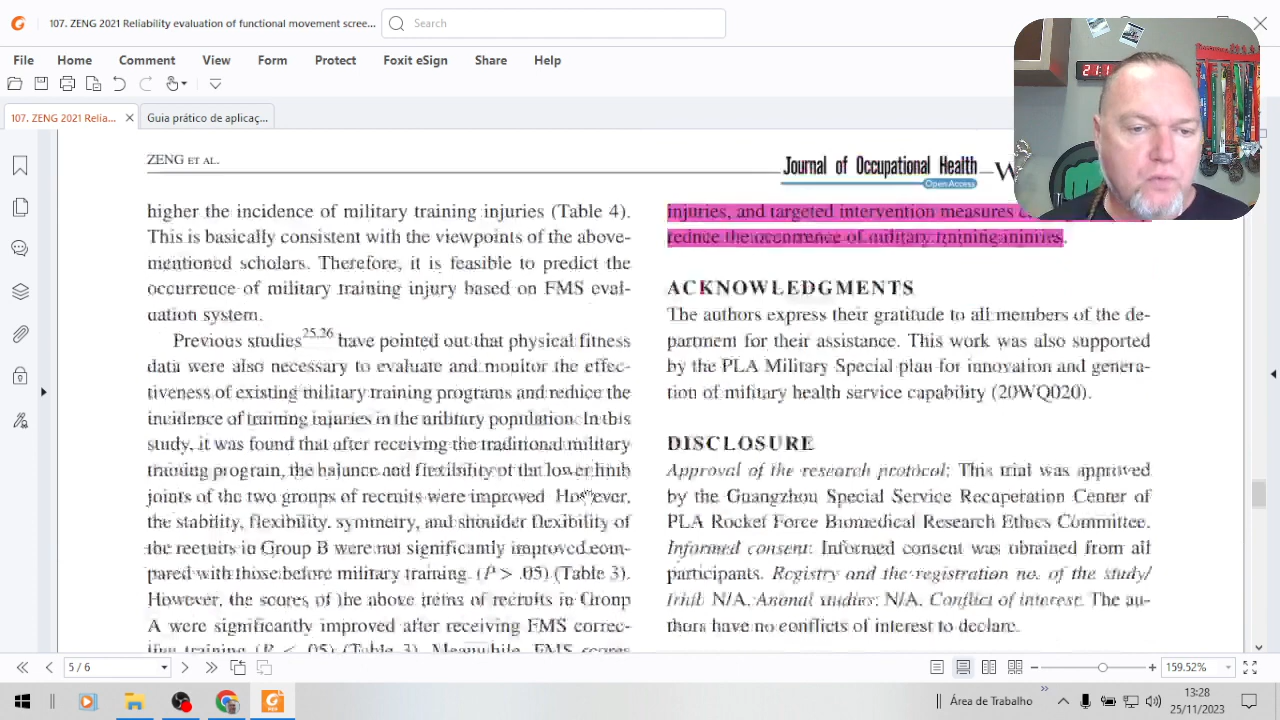 107. ZENG 2021 Reliability evaluation of functional movement scree...
Search
File Home Comment View Form Protect Foxit eSign Share Help
107. ZENG 2021 Relia...
Guia prático de aplicaç...
21:1
ZENG ET AL.
Journal of Occupational Health
Open Access
W
higher the incidence of military training injuries (Table 4).
This is basically consistent with the viewpoints of the above-
mentioned scholars. Therefore, it is feasible to predict the
occurrence of military training injury based on FMS eval-
uation system.
Previous studies25,26 have pointed out that physical fitness
data were also necessary to evaluate and monitor the effec-
tiveness of existing military training programs and reduce the
incidence of training injuries in the military population. In this
study, it was found that after receiving the traditional military
training program, the balance and flexibility of the lower limb
joints of the two groups of recruits were improved. However,
the stability, flexibility, symmetry, and shoulder flexibility of
the recruits in Group B were not significantly improved com-
pared with those before military training. (P > .05) (Table 3).
However, the scores of the above items of recruits in Group
A were significantly improved after receiving FMS correc-
tive training (P < .05) (Table 3). Meanwhile, FMS scores
injuries, and targeted intervention measures
reduce the occurrence of military training injuries.
ACKNOWLEDGMENTS
The authors express their gratitude to all members of the de-
partment for their assistance. This work was also supported
by the PLA Military Special plan for innovation and genera-
tion of military health service capability (20WQ020).
DISCLOSURE
Approval of the research protocol: This trial was approved
by the Guangzhou Special Service Recuperation Center of
PLA Rocket Force Biomedical Research Ethics Committee.
Informed consent: Informed consent was obtained from all
participants. Registry and the registration no. of the study/
trial: N/A. Animal studies: N/A. Conflict of interest: The au-
thors have no conflicts of interest to declare.
5 / 6
159.52%
Área de Trabalho
13:28
25/11/2023